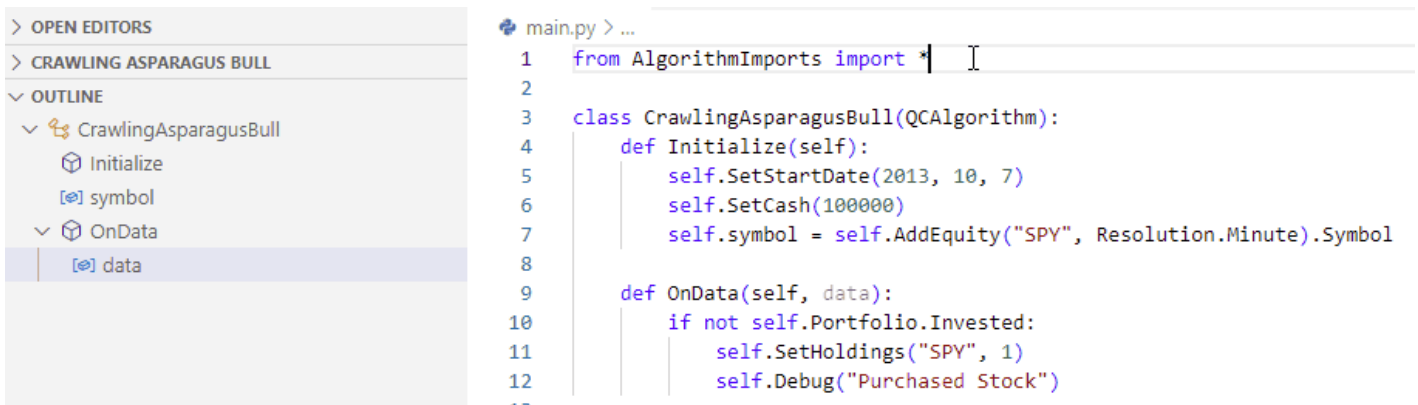 OPEN EDITORS
CRAWLING ASPARAGUS BULL
OUTLINE
CrawlingAsparagusBull
Initialize
symbol
OnData
data
main.py > ...
1 from AlgorithmImports import *
2
3 class CrawlingAsparagusBull(QCAlgorithm):
4 def Initialize(self):
5 self.SetStartDate(2013, 10, 7)
6 self.SetCash(100000)
7 self.symbol = self.AddEquity("SPY", Resolution.Minute).Symbol
8
9 def OnData(self, data):
10 if not self.Portfolio.Invested:
11 self.SetHoldings("SPY", 1)
12 self.Debug("Purchased Stock")